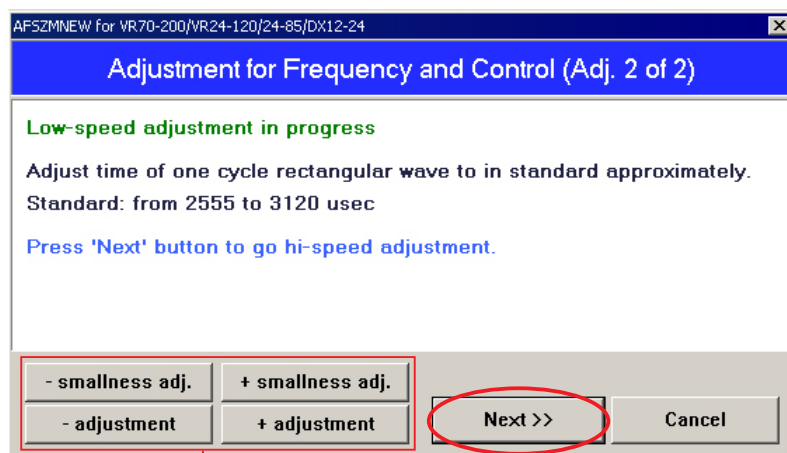 AFSZMNEW for VR70-200/VR24-120/24-85/DX12-24
Adjustment for Frequency and Control (Adj. 2 of 2)
Low-speed adjustment in progress
Adjust time of one cycle rectangular wave to in standard approximately.
Standard: from 2555 to 3120 usec
Press 'Next' button to go hi-speed adjustment.
- smallness adj.
+ smallness adj.
- adjustment
+ adjustment
Next >>
Cancel